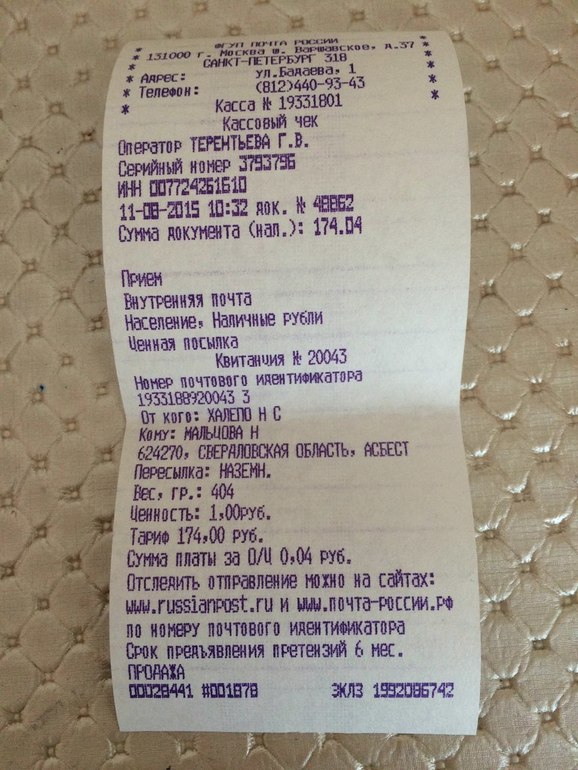 * ФГУП ПОЧТА РОССИИ *
* 131000 г. Москва ш. Варшавское, д.37 *
* САНКТ-ПЕТЕРБУРГ 318 *
* Адрес: ул.Бадаева, 1 *
* Телефон: (812)440-93-43 *
* Касса № 19331801 *
Кассовый чек
Оператор ТЕРЕНТЬЕВА Г.В.
Серийный номер 3793796
ИНН 007724261610
11-08-2015 10:32 док. № 48862
Сумма документа (нал.): 174.04
Прием
Внутренняя почта
Население, Наличные рубли
Ценная посылка
Квитанция № 20043
Номер почтового идентификатора
1933188920043 3
От кого: ХАЛЕПО Н С
Кому: МАЛЬЦОВА Н
624270, СВЕРДЛОВСКАЯ ОБЛАСТЬ, АСБЕСТ
Пересылка: НАЗЕМН.
Вес, гр.: 404
Ценность: 1,00руб.
Тариф 174,00 руб.
Сумма платы за О/Ц 0,04 руб.
Отследить отправление можно на сайтах:
www.russianpost.ru и www.почта-россии.рф
по номеру почтового идентификатора
Срок предъявления претензий 6 мес.
ПРОДАЖА
00028441 #001878 ЭКЛЗ 1992086742